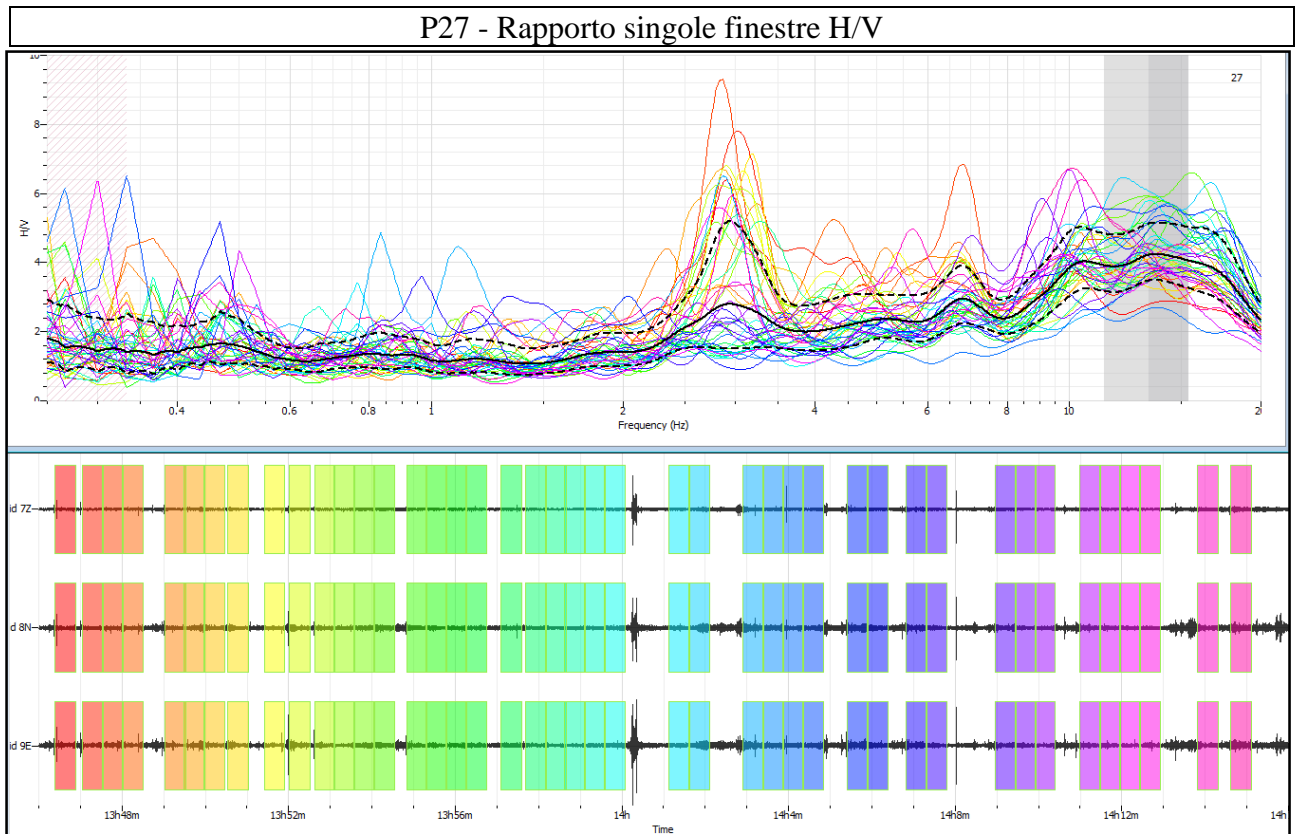 P27 - Rapporto singole finestre H/V
10
27
8
6
H/V
4
2
0
0.4 0.6 0.8 1 2 4 6 8 10 20
Frequency (Hz)
id 7Z
d 8N
id 9E
13h48m 13h52m 13h56m 14h 14h4m 14h8m 14h12m 14h
Time